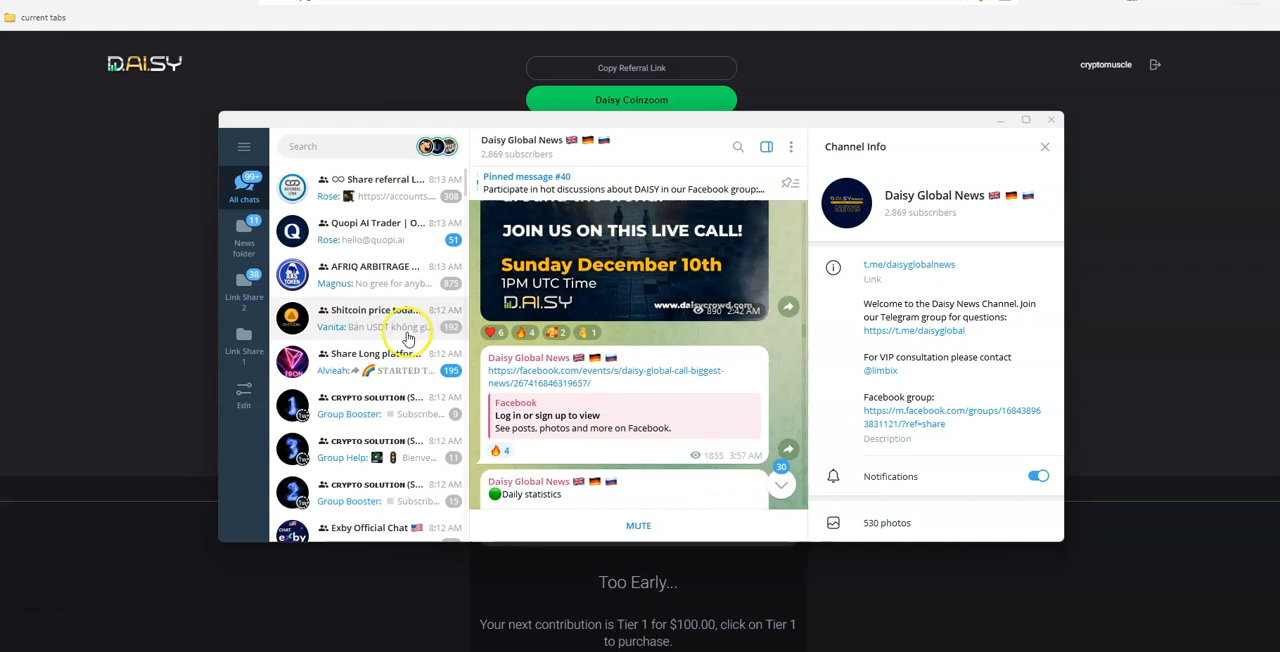 current tabs
DAISY
Copy Referral Link
cryptomuscle
Daisy Coinzoom
Search
99+
All chats
11
News
folder
38
Link Share
2
Link Share
1
Edit
Share referral L... 8:13 AM
Rose: https://accounts.... 308
Quopi AI Trader | O... 8:13 AM
Rose: hello@quopi.ai 51
AFRIQ ARBITRAGE ... 8:13 AM
Magnus: No gree for anyb... 875
Shitcoin price toda... 8:12 AM
Vanita: Bán USDT không gi... 192
Share Long platfor... 8:12 AM
Alvieah: STARTED T... 195
CRYPTO SOLUTION (S... 8:12 AM
Group Booster: Subscribe... 9
CRYPTO SOLUTION (S... 8:12 AM
Group Help: Bienve... 11
CRYPTO SOLUTION (S... 8:12 AM
Group Booster: Subscrib... 15
Exby Official Chat 8:12 AM
Daisy Global News
2,869 subscribers
Pinned message #40
Participate in hot discussions about DAISY in our Facebook group:...
JOIN US ON THIS LIVE CALL!
Sunday December 10th
1PM UTC Time
DAISY
www.daisycrowd.com
890 2:42 AM
6 4 2 1
Daisy Global News
https://facebook.com/events/s/daisy-global-call-biggest-
news/267416846319657/
Facebook
Log in or sign up to view
See posts, photos and more on Facebook.
4
1855 3:57 AM
30
Daisy Global News
Daily statistics
MUTE
Channel Info
Daisy Global News
2,869 subscribers
t.me/daisyglobalnews
Link
Welcome to the Daisy News Channel. Join
our Telegram group for questions:
https://t.me/daisyglobal
For VIP consultation please contact
@limbix
Facebook group:
https://m.facebook.com/groups/16843896
3831121/?ref=share
Description
Notifications
530 photos
Too Early...
Your next contribution is Tier 1 for $100.00, click on Tier 1
to purchase.